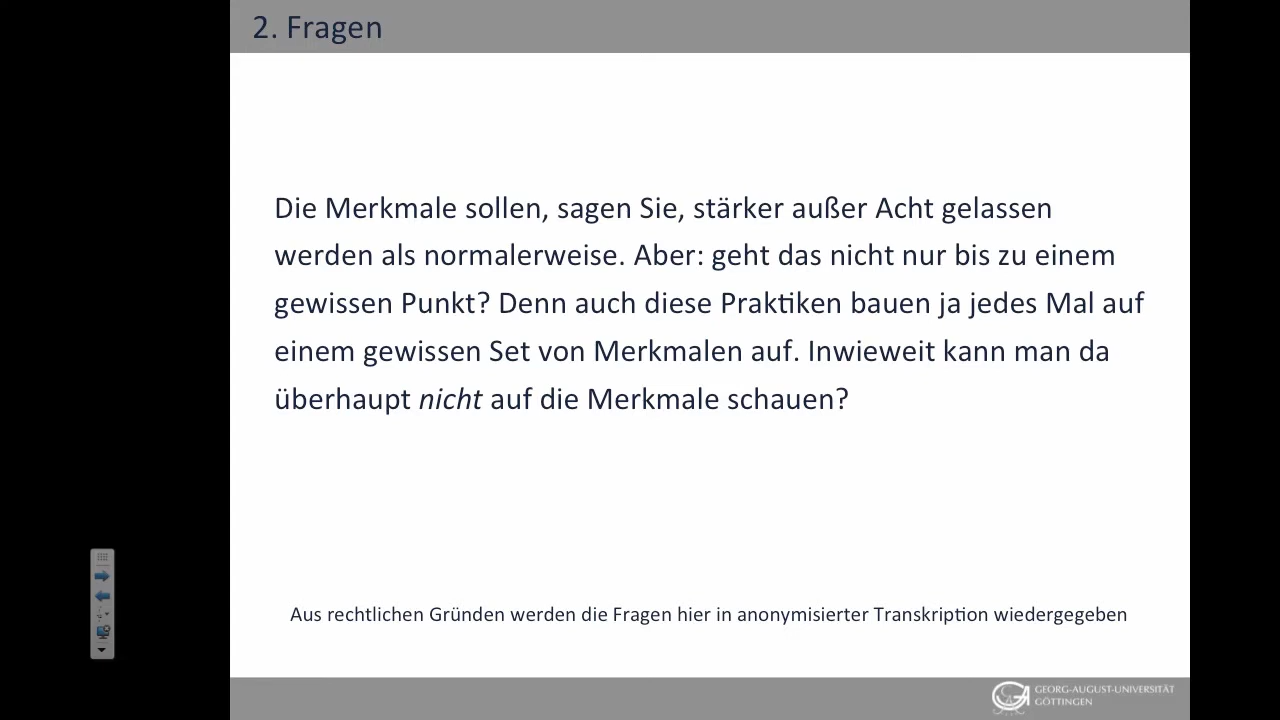 2. Fragen
Die Merkmale sollen, sagen Sie, stärker außer Acht gelassen
werden als normalerweise. Aber: geht das nicht nur bis zu einem
gewissen Punkt? Denn auch diese Praktiken bauen ja jedes Mal auf
einem gewissen Set von Merkmalen auf. Inwieweit kann man da
überhaupt nicht auf die Merkmale schauen?
Aus rechtlichen Gründen werden die Fragen hier in anonymisierter Transkription wiedergegeben
GEORG-AUGUST-UNIVERSITÄT
GÖTTINGEN